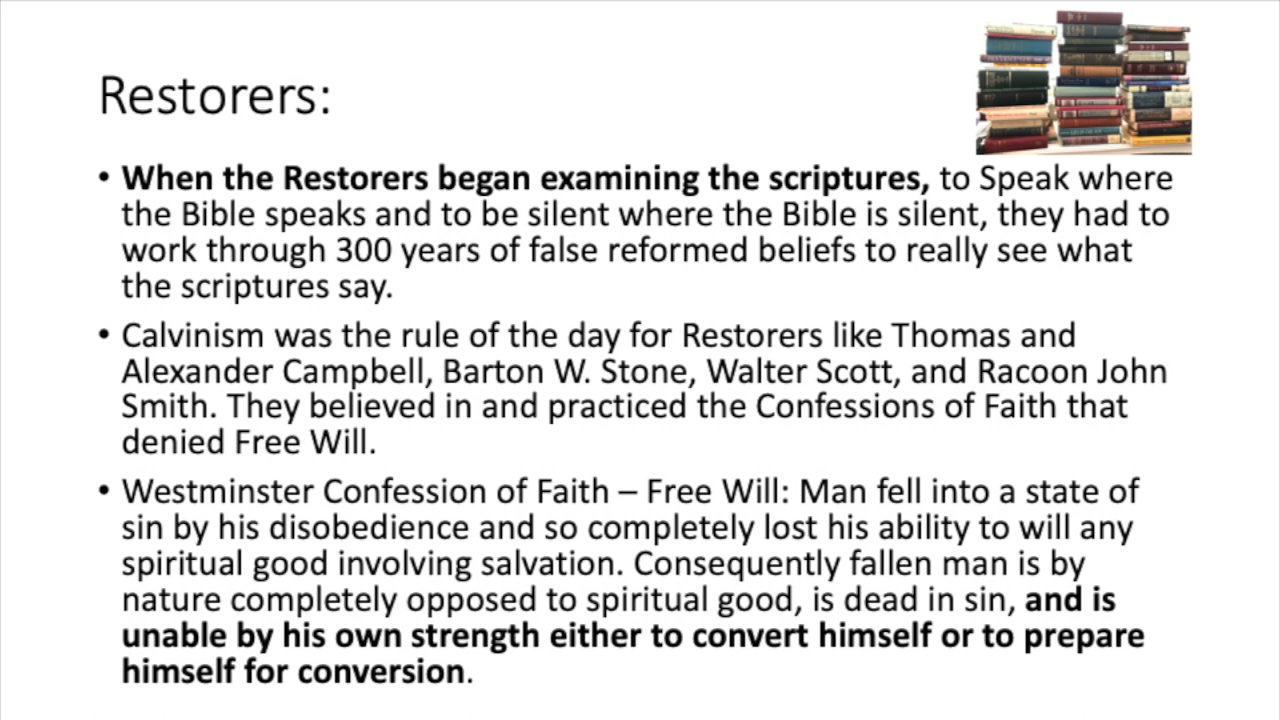 Restorers:
• When the Restorers began examining the scriptures, to Speak where
the Bible speaks and to be silent where the Bible is silent, they had to
work through 300 years of false reformed beliefs to really see what
the scriptures say.
• Calvinism was the rule of the day for Restorers like Thomas and
Alexander Campbell, Barton W. Stone, Walter Scott, and Racoon John
Smith. They believed in and practiced the Confessions of Faith that
denied Free Will.
• Westminster Confession of Faith – Free Will: Man fell into a state of
sin by his disobedience and so completely lost his ability to will any
spiritual good involving salvation. Consequently fallen man is by
nature completely opposed to spiritual good, is dead in sin, and is
unable by his own strength either to convert himself or to prepare
himself for conversion.